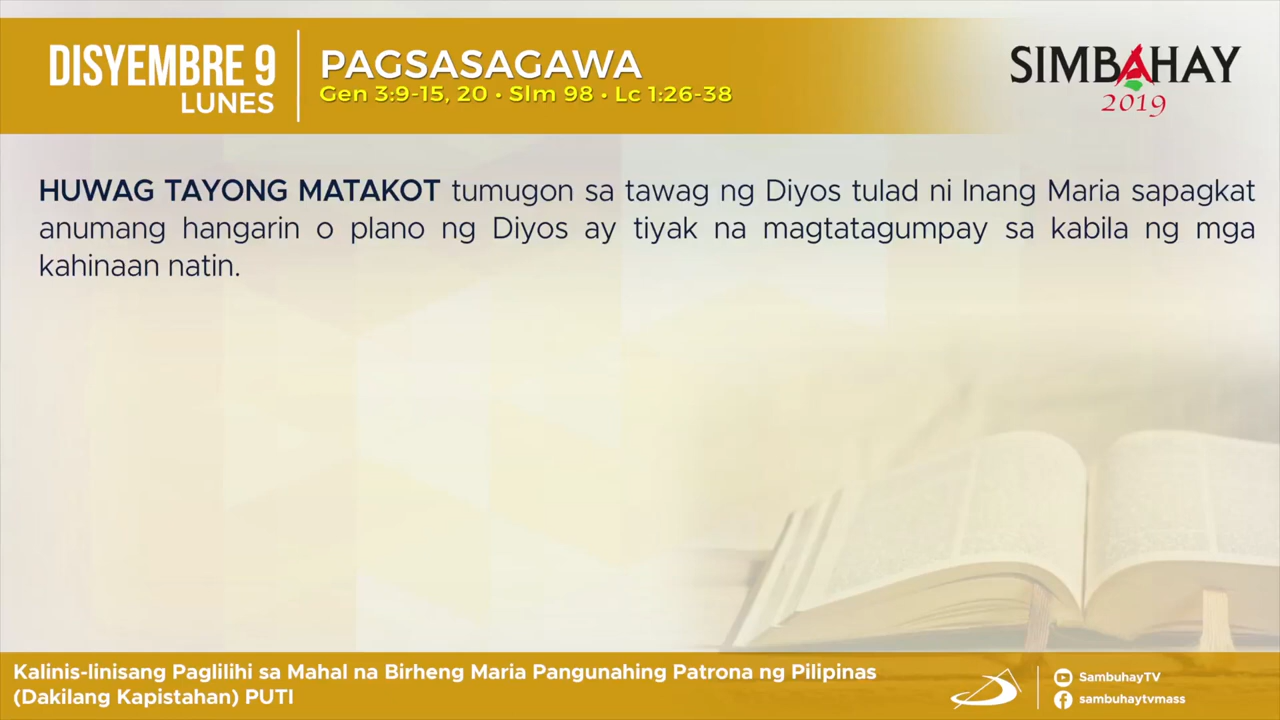 DISYEMBRE 9
LUNES
PAGSASAGAWA
Gen 3:9-15, 20 • Slm 98 • Lc 1:26-38
SIMBAHAY
2019
HUWAG TAYONG MATAKOT tumugon sa tawag ng Diyos tulad ni Inang Maria sapagkat
anumang hangarin o plano ng Diyos ay tiyak na magtatagumpay sa kabila ng mga
kahinaan natin.
Kalinis-linisang Paglilihi sa Mahal na Birheng Maria Pangunahing Patrona ng Pilipinas
(Dakilang Kapistahan) PUTI
SambuhayTV
sambuhaytvmass